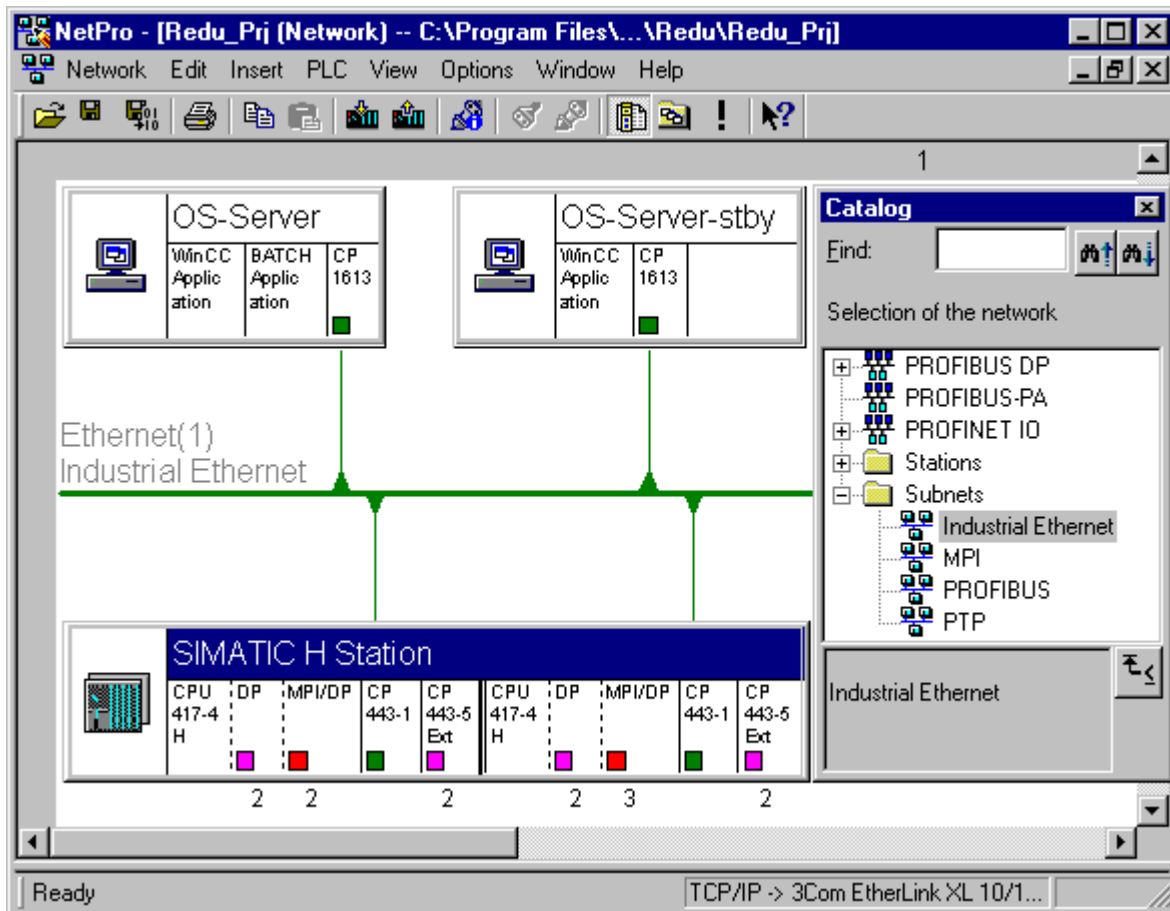 NetPro - [Redu_Prj (Network) -- C:\Program Files\...\Redu\Redu_Prj]
Network Edit Insert PLC View Options Window Help
1
OS-Server
WinCC Applic ation
BATCH Applic ation
CP 1613
OS-Server-stby
WinCC Applic ation
CP 1613
Ethernet(1)
Industrial Ethernet
SIMATIC H Station
CPU 417-4 H
DP
MPI/DP
CP 443-1
CP 443-5 Ext
CPU 417-4 H
DP
MPI/DP
CP 443-1
CP 443-5 Ext
2 2 2 2 3 2
Catalog
Find:
Selection of the network
PROFIBUS DP
PROFIBUS-PA
PROFINET IO
Stations
Subnets
Industrial Ethernet
MPI
PROFIBUS
PTP
Industrial Ethernet
Ready
TCP/IP -> 3Com EtherLink XL 10/1...